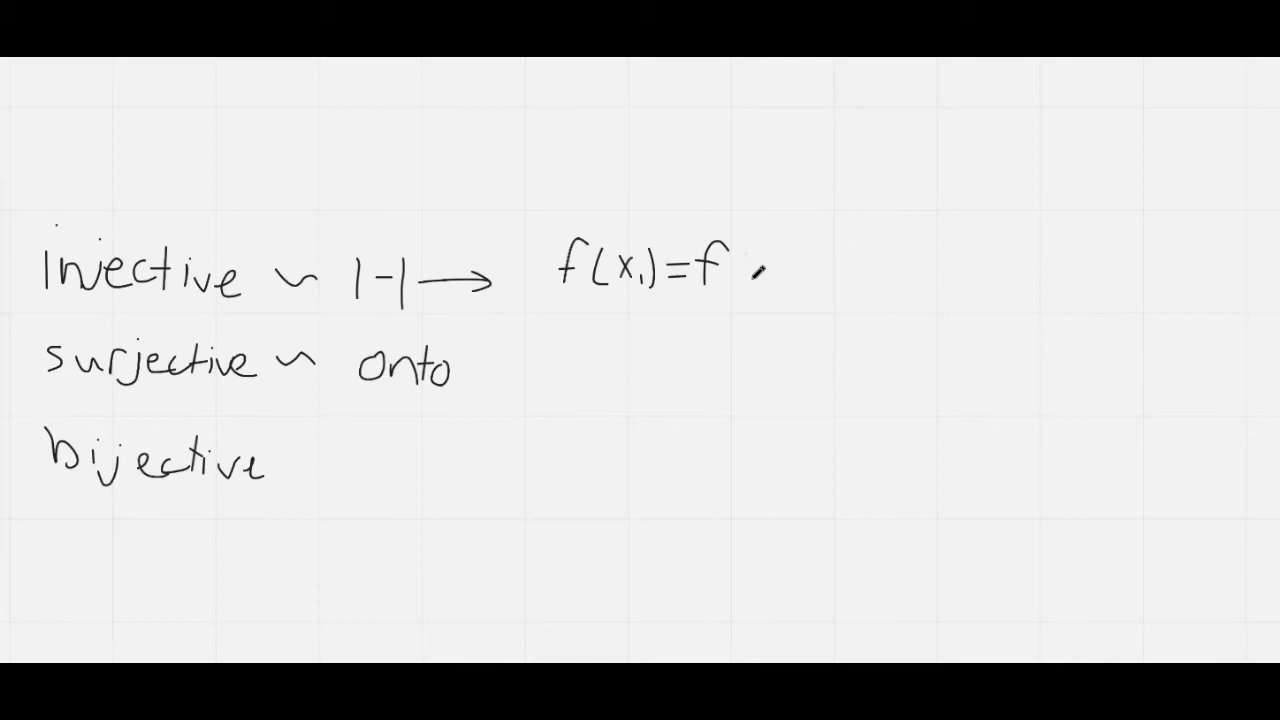 injective ~ 1-1 → f(x₁)=f
surjective ~ onto
bijective